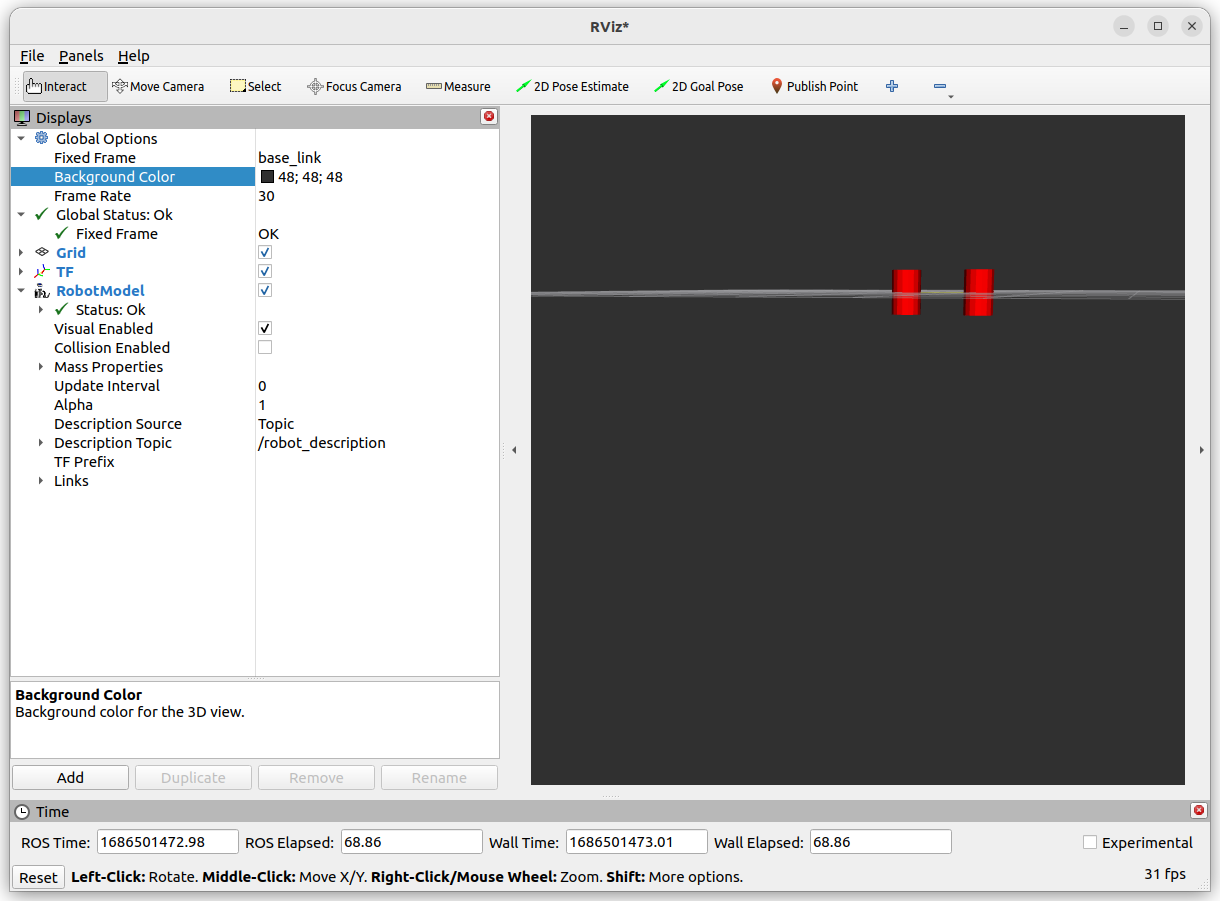 RViz*
File Panels Help
Interact Move Camera Select Focus Camera Measure 2D Pose Estimate 2D Goal Pose Publish Point
Displays
Global Options
Fixed Frame base_link
Background Color 48; 48; 48
Frame Rate 30
Global Status: Ok
Fixed Frame OK
Grid
TF
RobotModel
Status: Ok
Visual Enabled
Collision Enabled
Mass Properties
Update Interval 0
Alpha 1
Description Source Topic
Description Topic /robot_description
TF Prefix
Links
Background Color
Background color for the 3D view.
Add Duplicate Remove Rename
Time
ROS Time: 1686501472.98 ROS Elapsed: 68.86 Wall Time: 1686501473.01 Wall Elapsed: 68.86 Experimental
Reset Left-Click: Rotate. Middle-Click: Move X/Y. Right-Click/Mouse Wheel: Zoom. Shift: More options. 31 fps